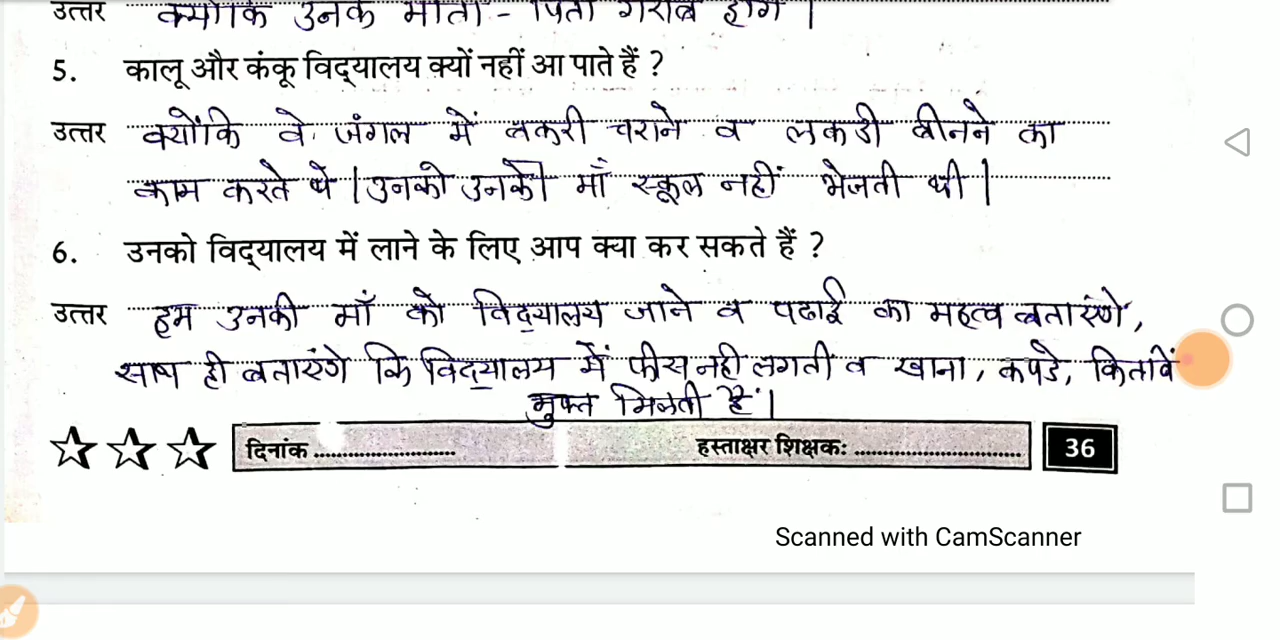 उत्तर क्योंकि उनके माता - पिता गरीब होंगे |
5. कालू और कंकू विद्यालय क्यों नहीं आ पाते हैं ?
उत्तर क्योंकि वे जंगल में बकरी चराने व लकडी बीनने का
काम करते थे | उनको उनकी माँ स्कूल नहीं भेजती थी |
6. उनको विद्यालय में लाने के लिए आप क्या कर सकते हैं ?
उत्तर हम उनकी माँ को विद्यालय जाने व पढाई का महत्व बताएंगे,
साथ ही बताएंगे कि विद्यालय में फीस नही लगती व खाना, कपडे, किताबें
मुफ्त मिलती है |
दिनांक ........................ हस्ताक्षर शिक्षक: ............................ 36
Scanned with CamScanner